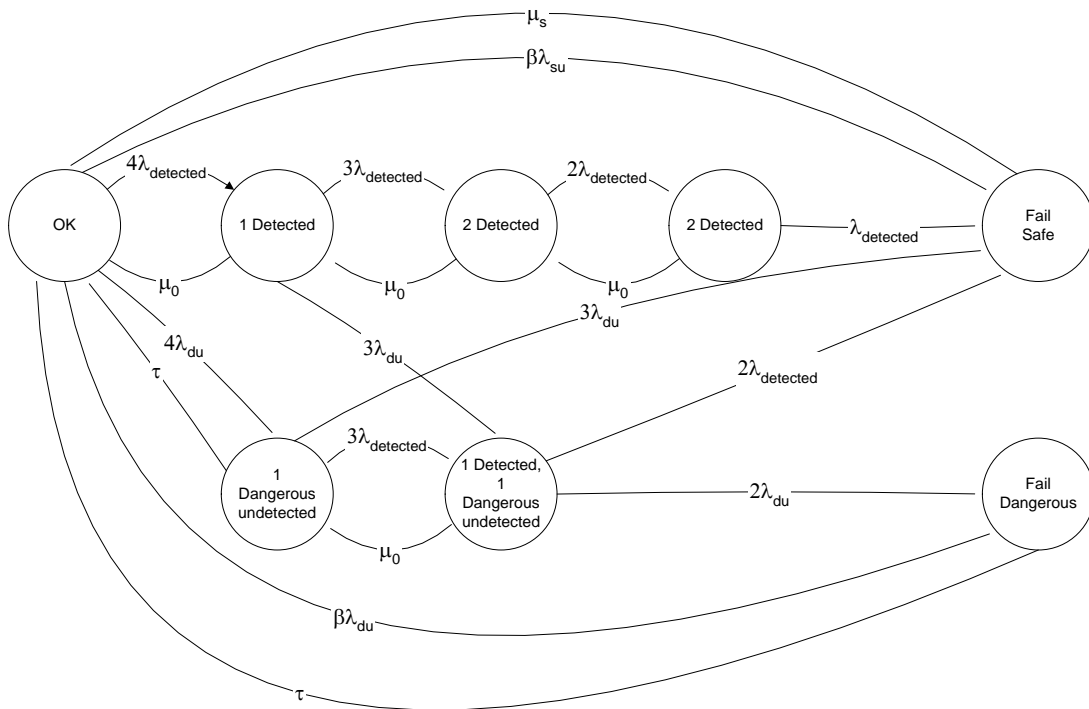 μs
βλsu
4λdetected
3λdetected
2λdetected
OK
1 Detected
2 Detected
2 Detected
λdetected
Fail
Safe
μ0
μ0
μ0
3λdu
4λdu
3λdu
τ
2λdetected
3λdetected
1
Dangerous
undetected
1 Detected,
1
Dangerous
undetected
2λdu
Fail
Dangerous
μ0
βλdu
τ